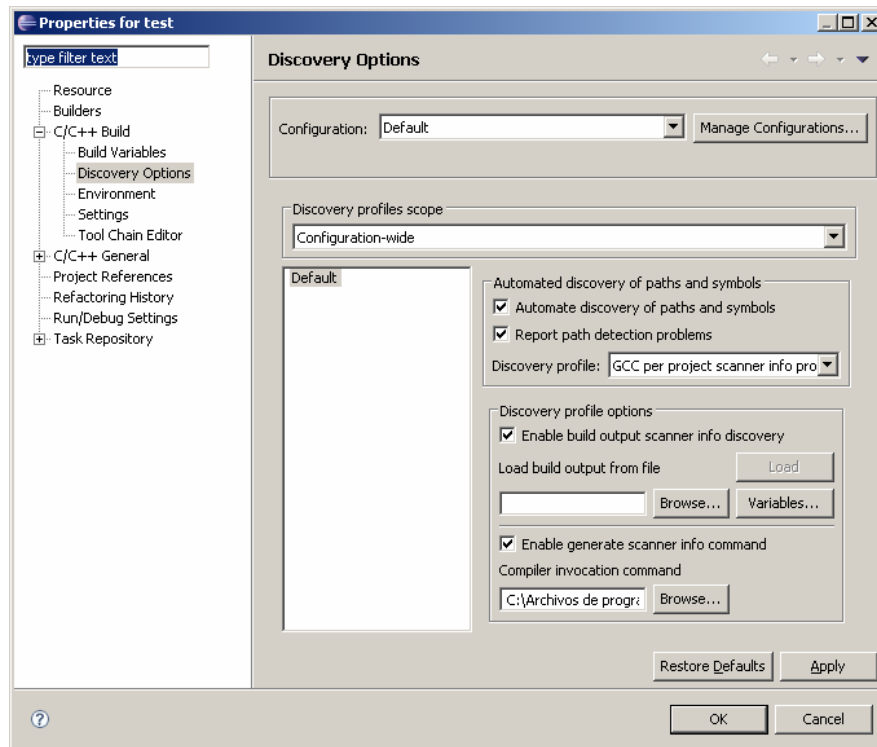 Properties for test
type filter text
Resource
Builders
C/C++ Build
Build Variables
Discovery Options
Environment
Settings
Tool Chain Editor
C/C++ General
Project References
Refactoring History
Run/Debug Settings
Task Repository
Discovery Options
Configuration: Default Manage Configurations...
Discovery profiles scope
Configuration-wide
Default
Automated discovery of paths and symbols
Automate discovery of paths and symbols
Report path detection problems
Discovery profile: GCC per project scanner info pro
Discovery profile options
Enable build output scanner info discovery
Load build output from file Load
Browse... Variables...
Enable generate scanner info command
Compiler invocation command
C:\Archivos de progra Browse...
Restore Defaults Apply
? OK Cancel